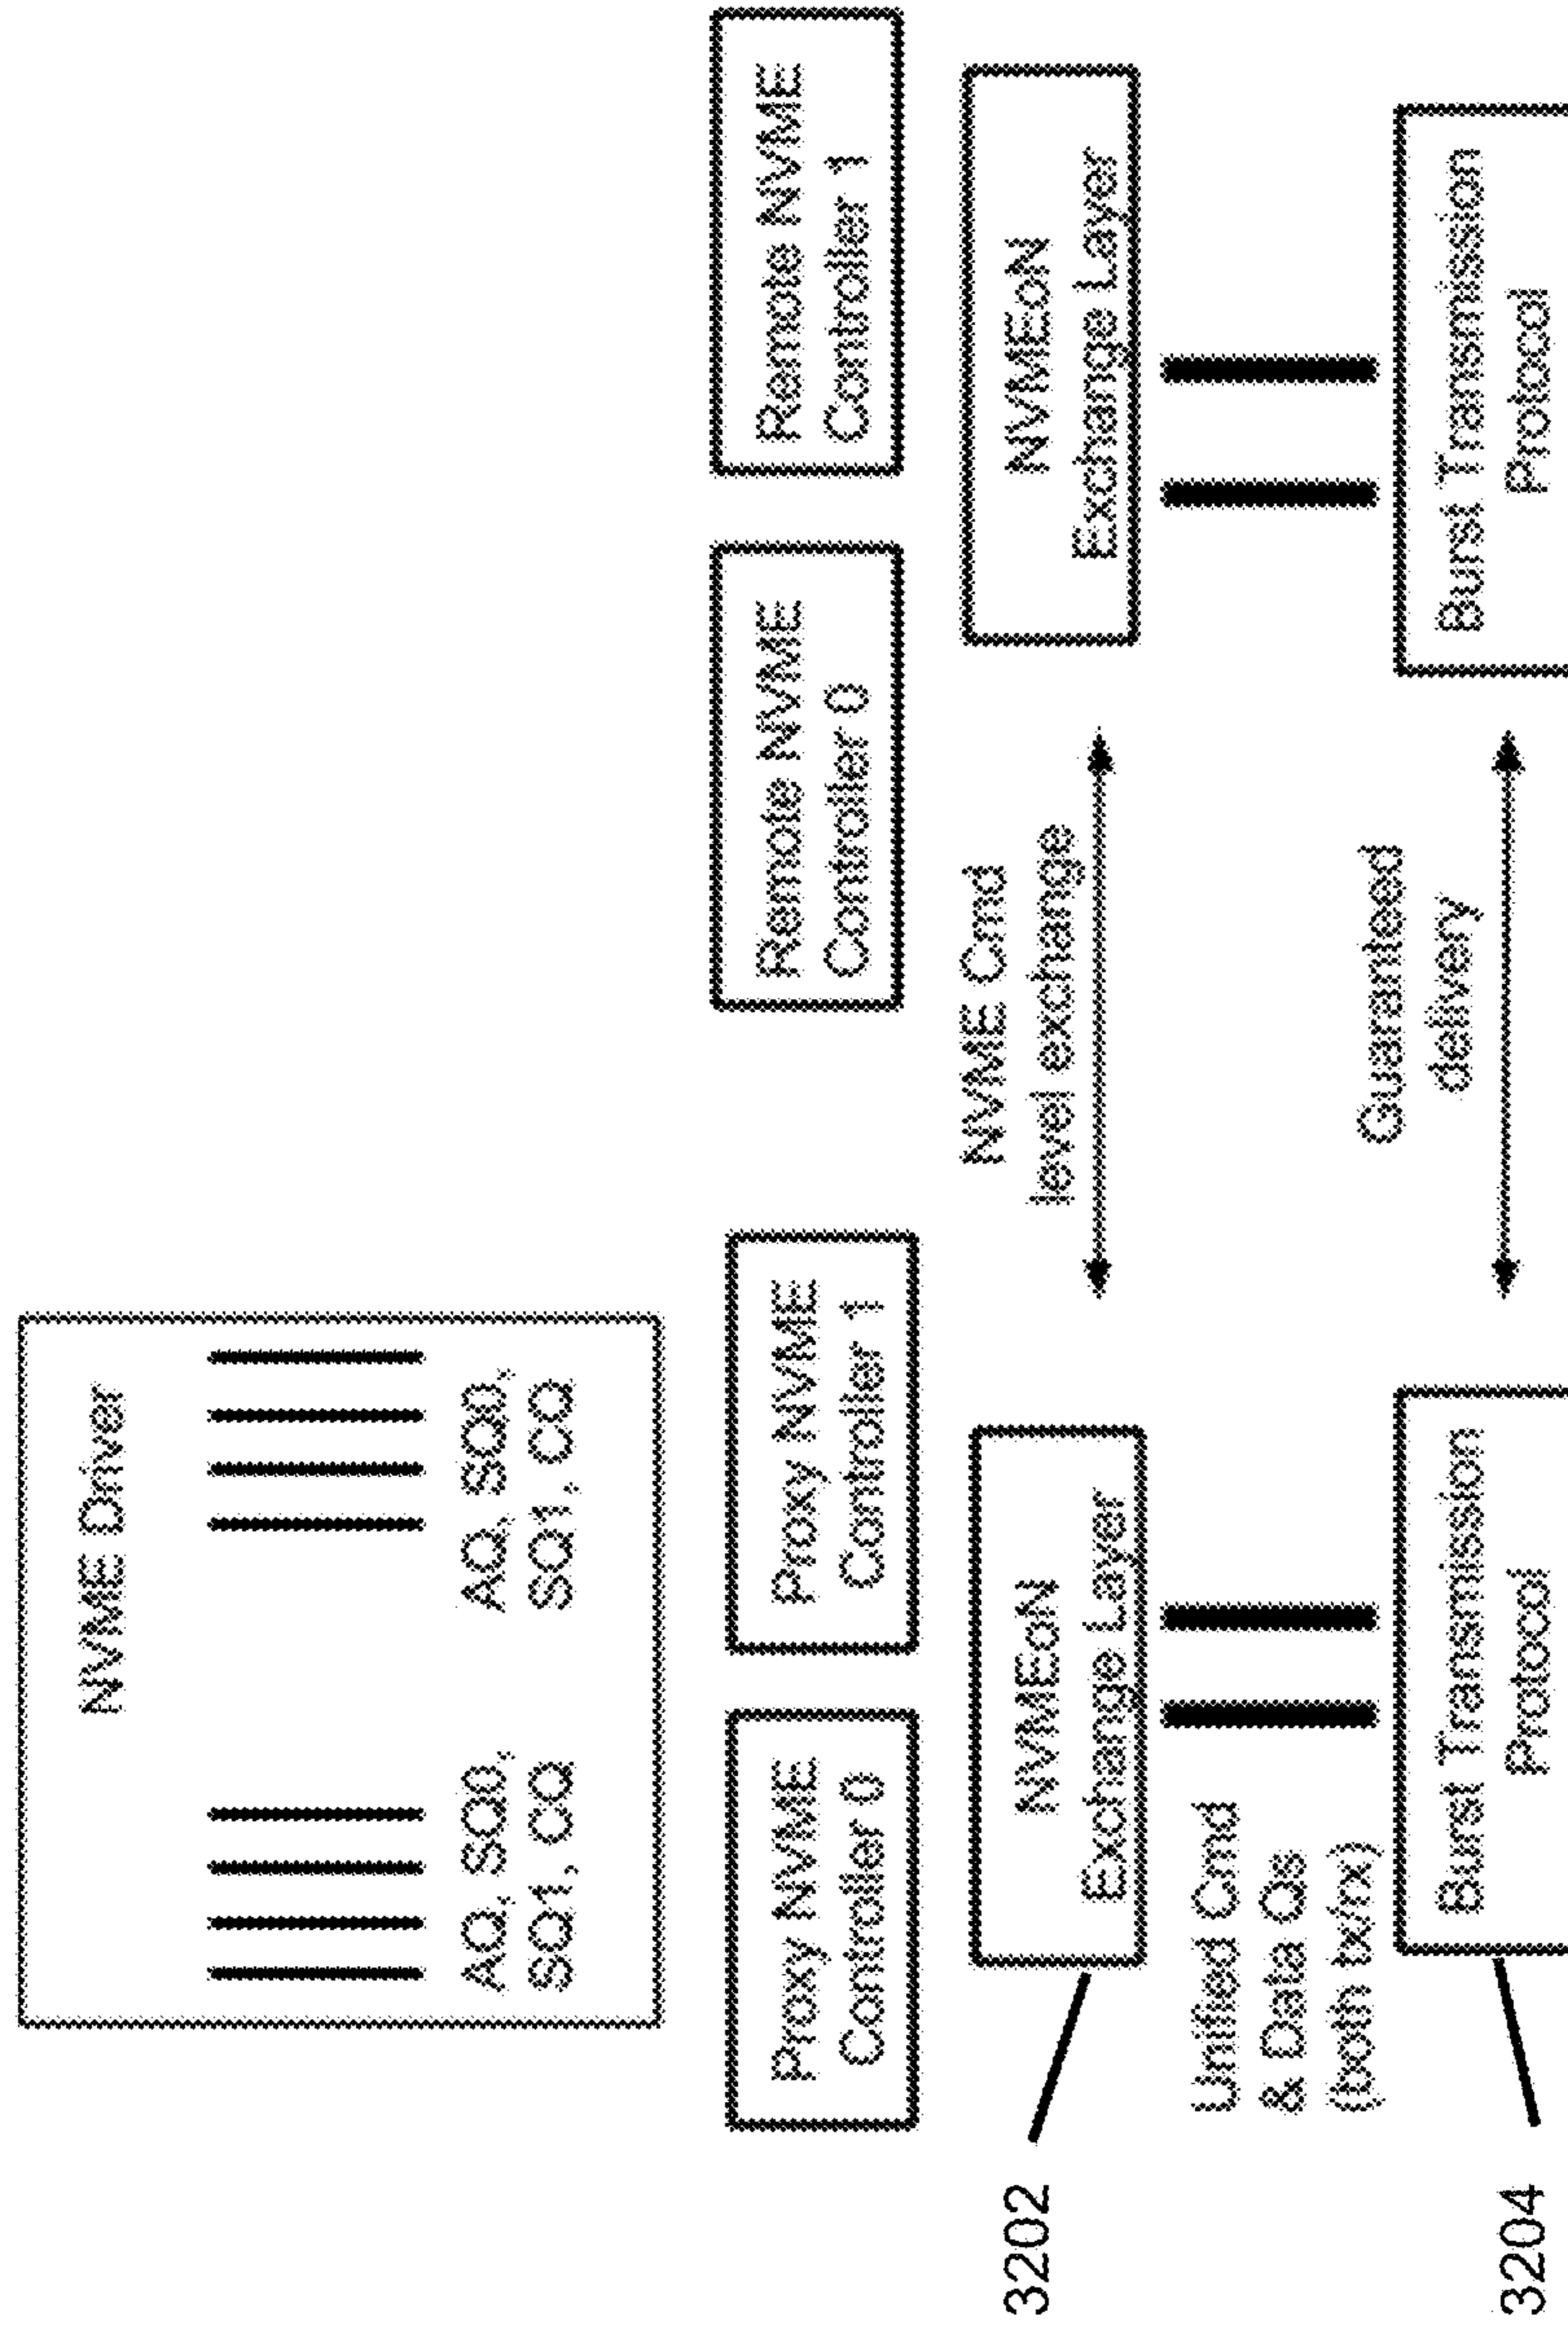 NVME Driver
AQ, SQ0,
SQ1, CQ
AQ, SQ0,
SQ1, CQ
Proxy NVME
Controller 0
Proxy NVME
Controller 1
Remote NVME
Controller 0
Remote NVME
Controller 1
3202
NVMEoN
Exchange Layer
NVME Cmd
level exchange
NVMEoN
Exchange Layer
Unified Cmd
& Data Qs
(both tx/rx)
Guaranteed
delivery
3204
Burst Transmission
Protocol
Burst Transmission
Protocol